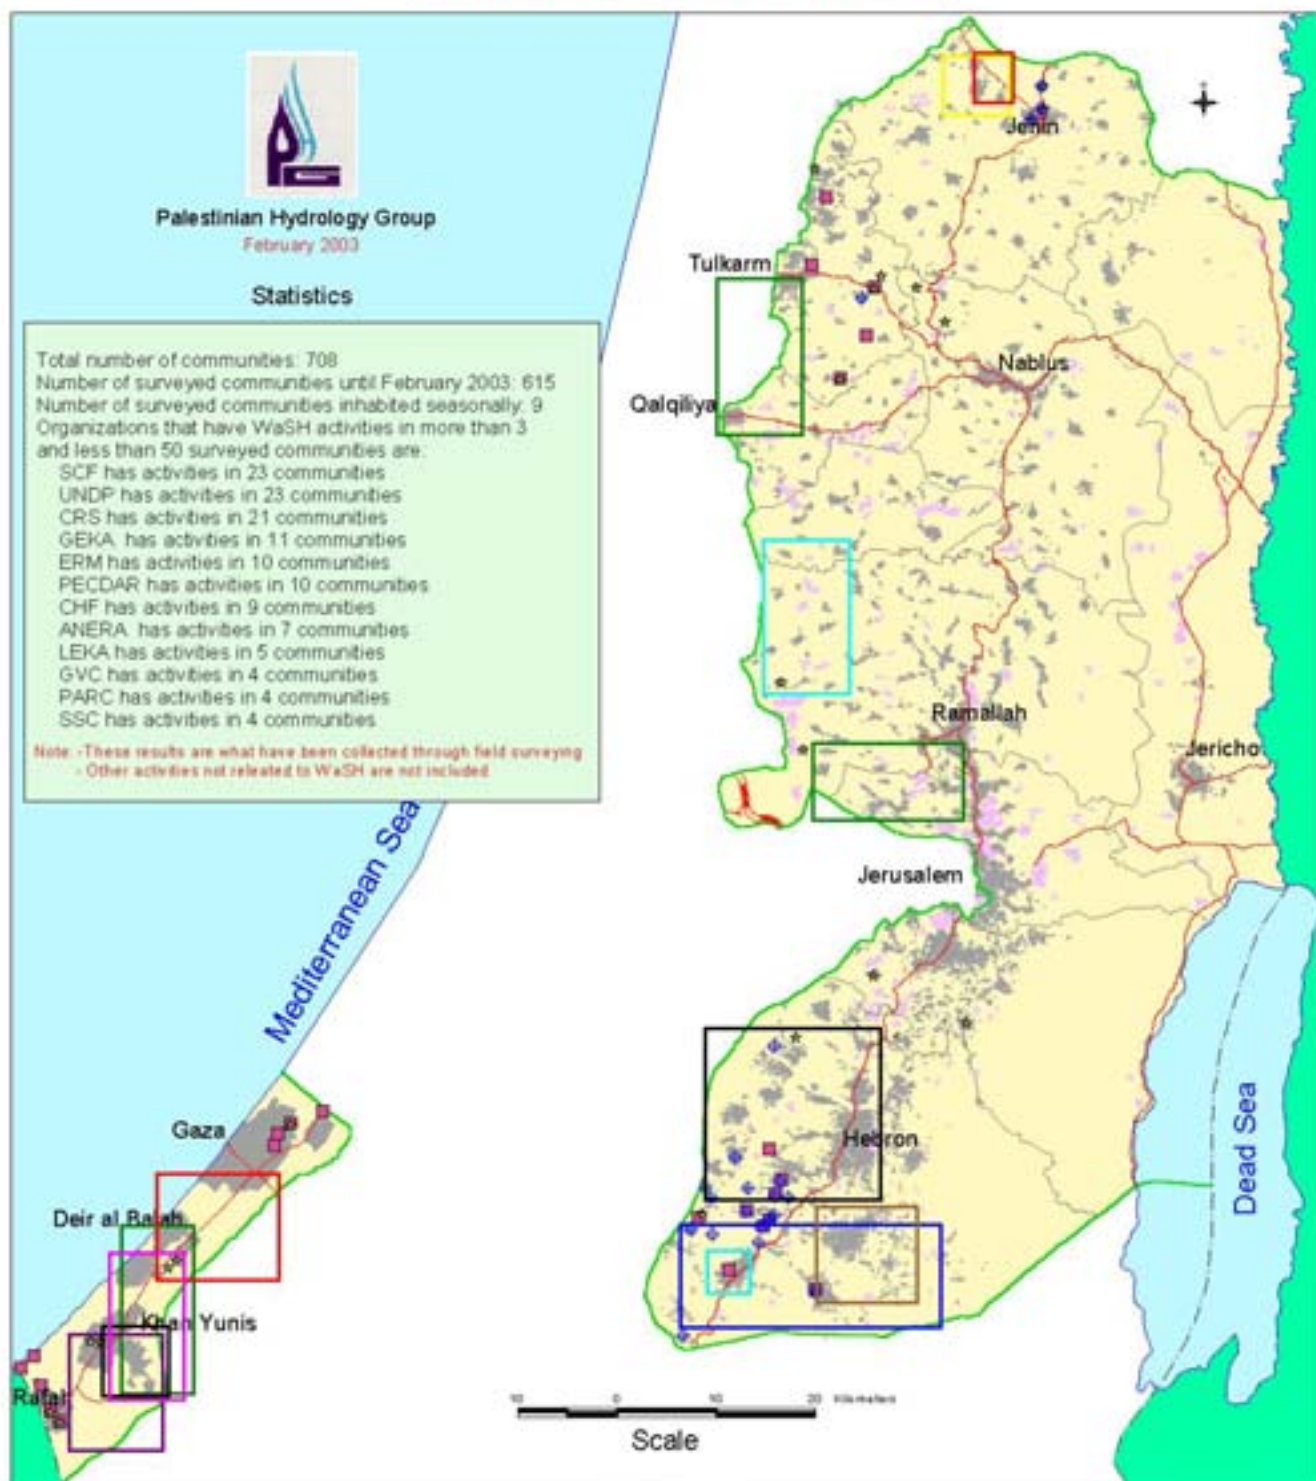 PHG
Palestinian Hydrology Group
February 2003
Statistics
Total number of communities: 708
Number of surveyed communities until February 2003: 615
Number of surveyed communities inhabited seasonally: 9
Organizations that have WaSH activities in more than 3
and less than 50 surveyed communities are:
SCF has activities in 23 communities
UNDP has activities in 23 communities
CRS has activities in 21 communities
GEKA has activities in 11 communities
ERM has activities in 10 communities
PECDAR has activities in 10 communities
CHF has activities in 9 communities
ANERA has activities in 7 communities
LEKA has activities in 5 communities
GVC has activities in 4 communities
PARC has activities in 4 communities
SSC has activities in 4 communities
Note: -These results are what have been collected through field surveying
- Other activities not releated to WaSH are not included
Jenin
Tulkarm
Nablus
Qalqiliya
Ramallah
Jericho
Jerusalem
Mediterranean Sea
Hebron
Dead Sea
Gaza
Deir al Balah
Khan Yunis
Rafah
10 0 10 20 Kilometers
Scale